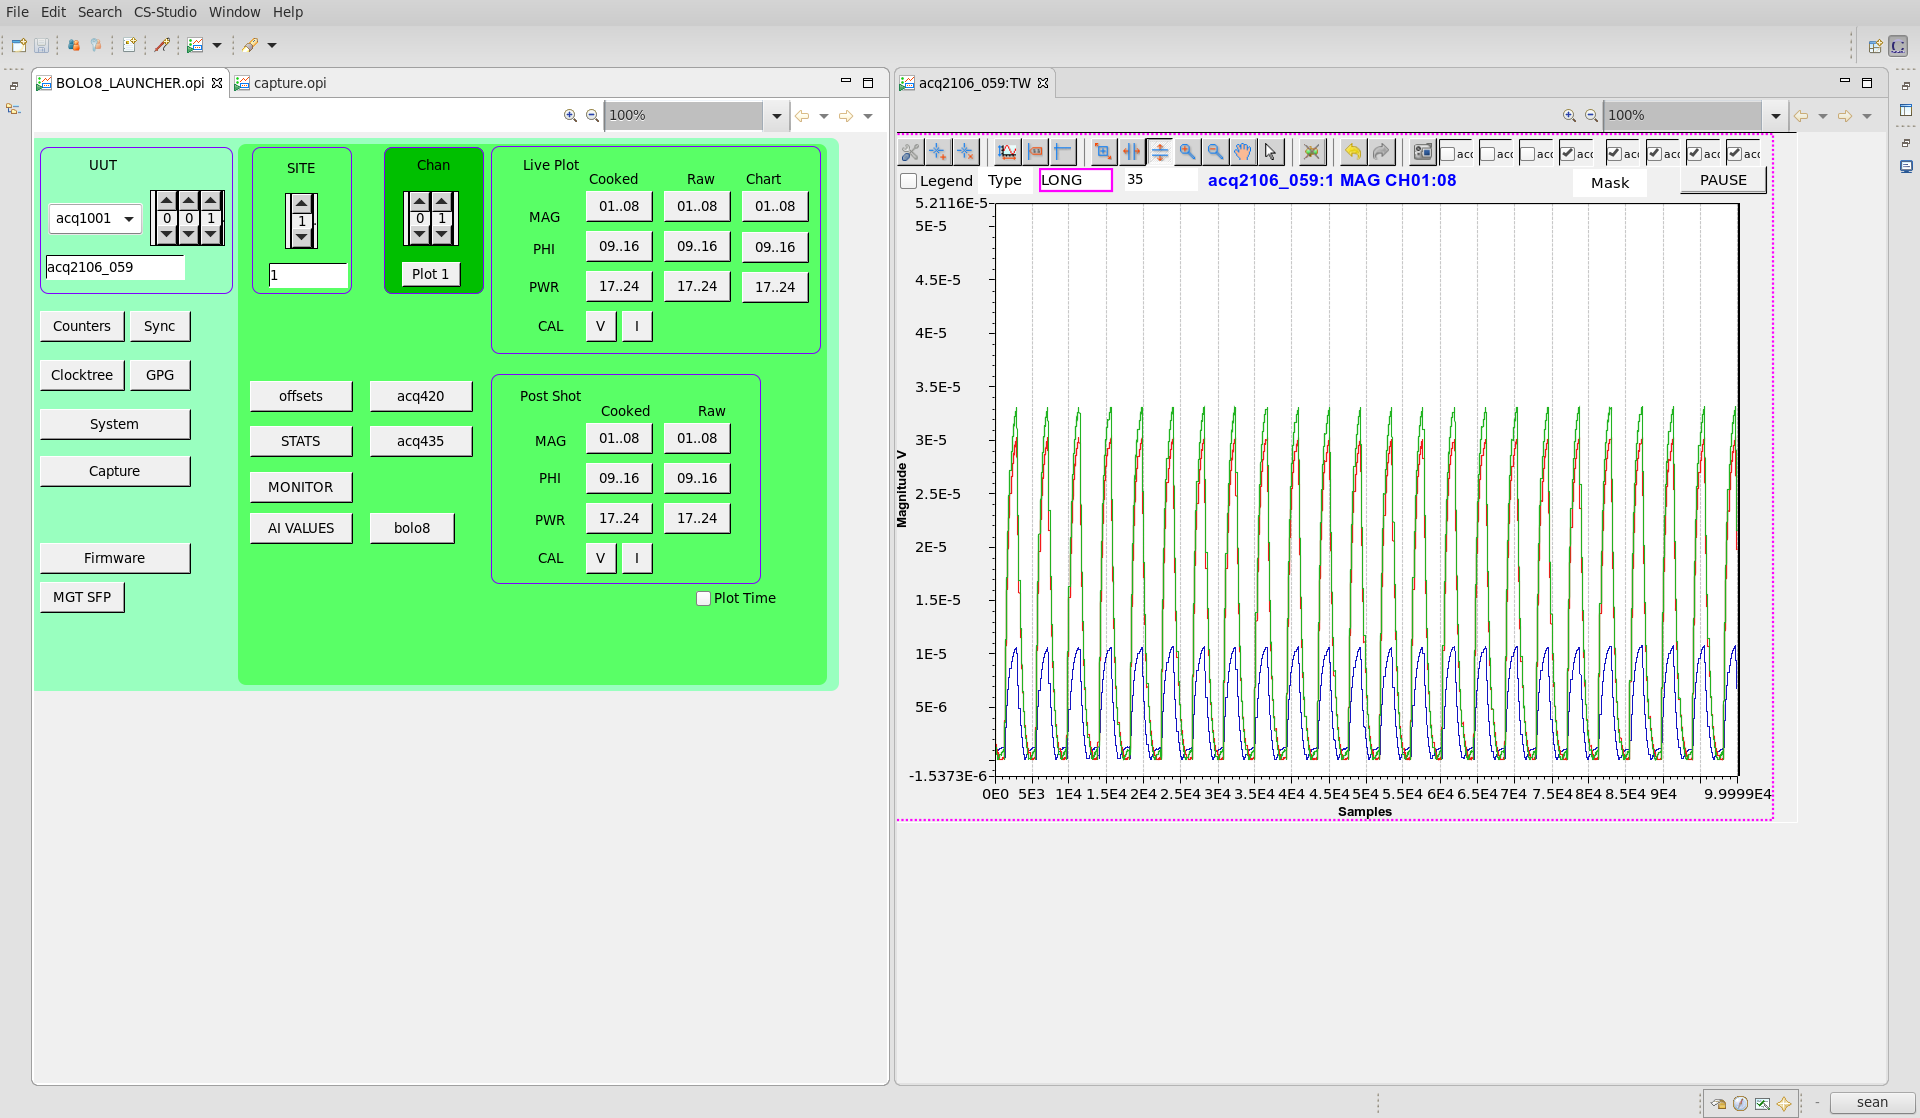 File Edit Search CS-Studio Window Help
BOLO8_LAUNCHER.opi capture.opi
100%
UUT
acq1001
0 0 1
acq2106_059
SITE
1
1
Chan
0 1
Plot 1
Live Plot
Cooked Raw Chart
MAG 01..08 01..08 01..08
PHI 09..16 09..16 09..16
PWR 17..24 17..24 17..24
CAL V I
Counters Sync
Clocktree GPG
System
Capture
Firmware
MGT SFP
offsets acq420
STATS acq435
MONITOR
AI VALUES bolo8
Post Shot
Cooked Raw
MAG 01..08 01..08
PHI 09..16 09..16
PWR 17..24 17..24
CAL V I
Plot Time
acq2106_059:TW
100%
Legend Type LONG 35 acq2106_059:1 MAG CH01:08 Mask PAUSE
5.2116E-5
5E-5
4.5E-5
4E-5
3.5E-5
3E-5
2.5E-5
2E-5
1.5E-5
1E-5
5E-6
-1.5373E-6
Magnitude V
0E0 5E3 1E4 1.5E4 2E4 2.5E4 3E4 3.5E4 4E4 4.5E4 5E4 5.5E4 6E4 6.5E4 7E4 7.5E4 8E4 8.5E4 9E4 9.9999E4
Samples
sean